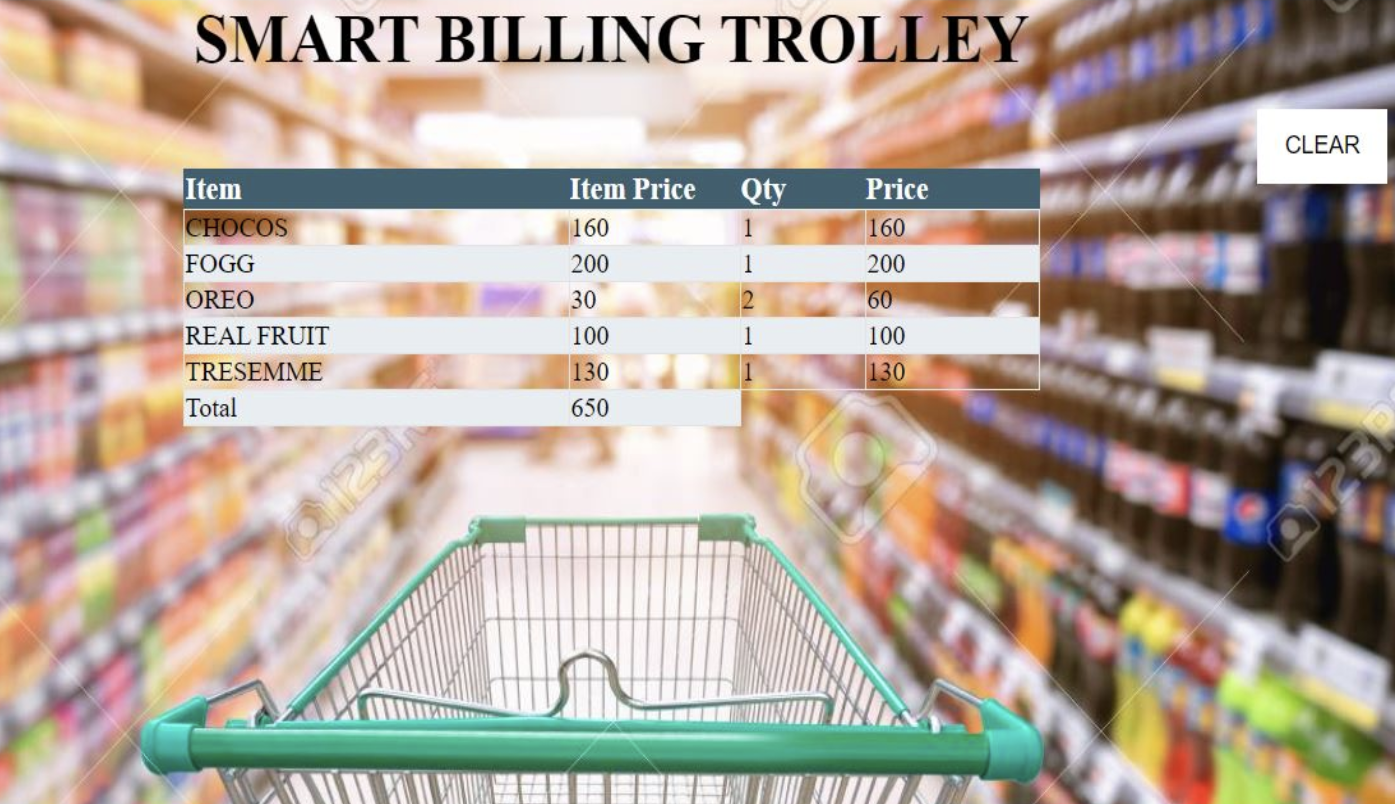 SMART BILLING TROLLEY
CLEAR
Item Item Price Qty Price
CHOCOS 160 1 160
FOGG 200 1 200
OREO 30 2 60
REAL FRUIT 100 1 100
TRESEMME 130 1 130
Total 650